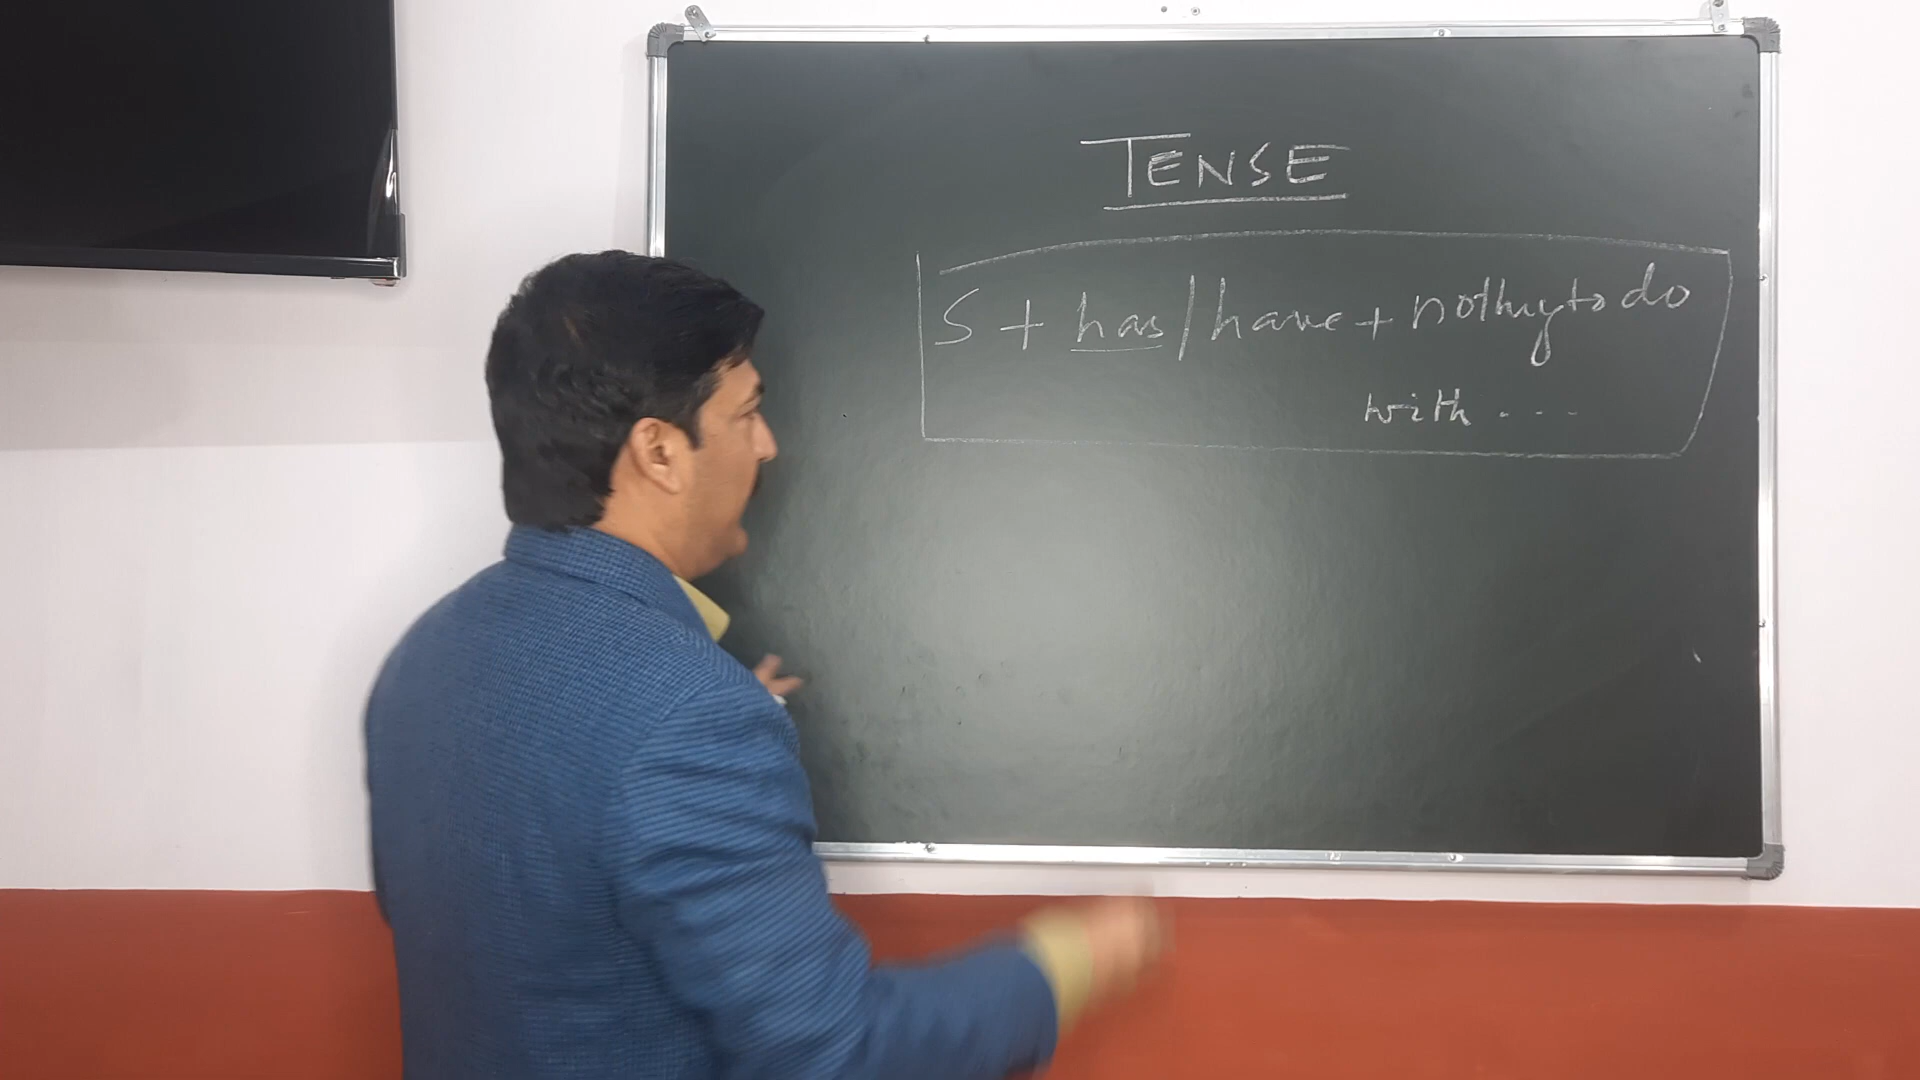 TENSE
S + has/have + nothing to do
with ...